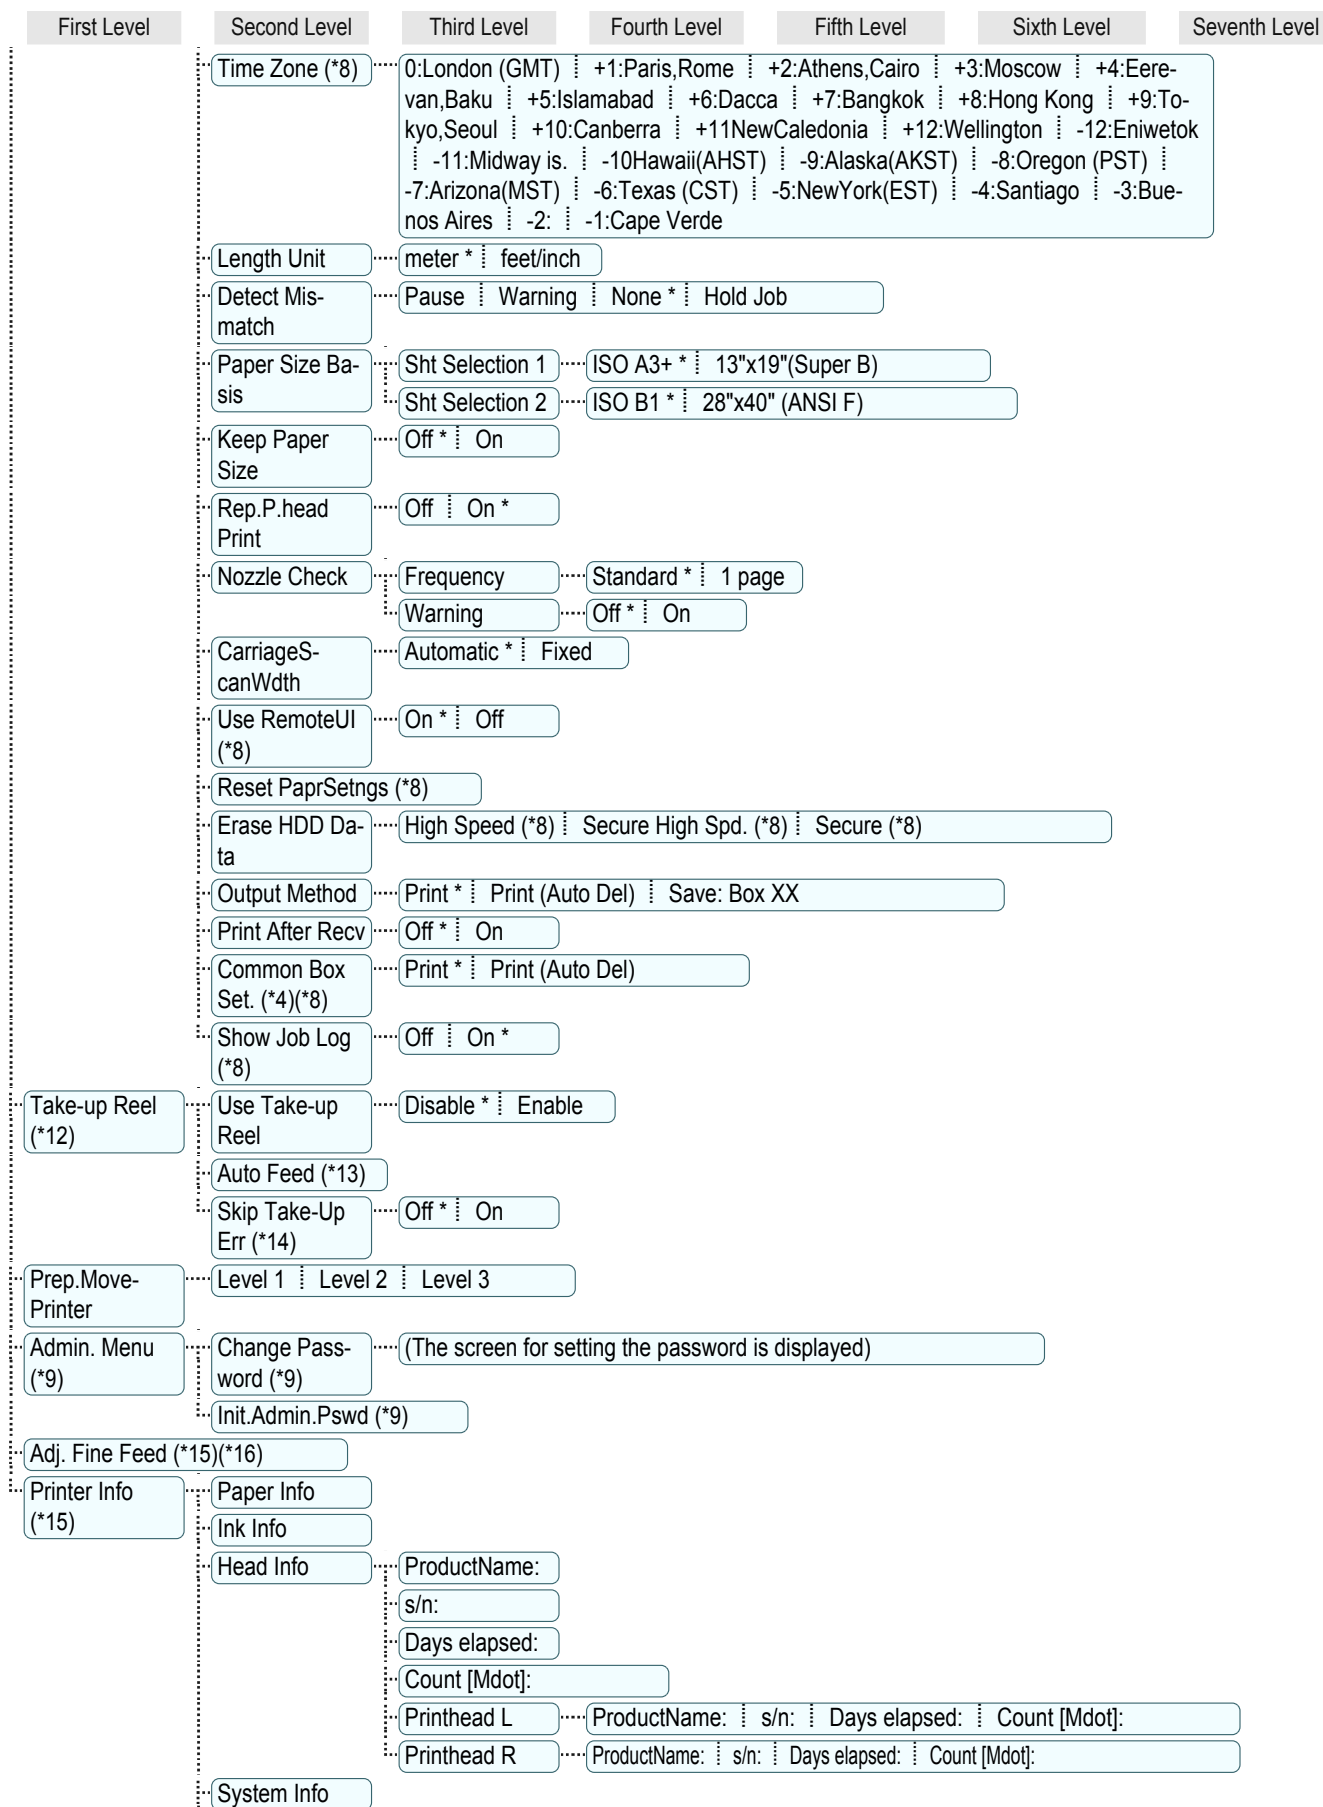 First Level Second Level Third Level Fourth Level Fifth Level Sixth Level Seventh Level
Time Zone (*8) 0:London (GMT) ┊ +1:Paris,Rome ┊ +2:Athens,Cairo ┊ +3:Moscow ┊ +4:Eere-
van,Baku ┊ +5:Islamabad ┊ +6:Dacca ┊ +7:Bangkok ┊ +8:Hong Kong ┊ +9:To-
kyo,Seoul ┊ +10:Canberra ┊ +11NewCaledonia ┊ +12:Wellington ┊ -12:Eniwetok
┊ -11:Midway is. ┊ -10Hawaii(AHST) ┊ -9:Alaska(AKST) ┊ -8:Oregon (PST) ┊
-7:Arizona(MST) ┊ -6:Texas (CST) ┊ -5:NewYork(EST) ┊ -4:Santiago ┊ -3:Bue-
nos Aires ┊ -2: ┊ -1:Cape Verde
Length Unit meter * ┊ feet/inch
Detect Mis- Pause ┊ Warning ┊ None * ┊ Hold Job
match
Paper Size Ba- Sht Selection 1 ISO A3+ * ┊ 13"x19"(Super B)
sis Sht Selection 2 ISO B1 * ┊ 28"x40" (ANSI F)
Keep Paper Off * ┊ On
Size
Rep.P.head Off ┊ On *
Print
Nozzle Check Frequency Standard * ┊ 1 page
Warning Off * ┊ On
CarriageS- Automatic * ┊ Fixed
canWdth
Use RemoteUI On * ┊ Off
(*8)
Reset PaprSetngs (*8)
Erase HDD Da- High Speed (*8) ┊ Secure High Spd. (*8) ┊ Secure (*8)
ta
Output Method Print * ┊ Print (Auto Del) ┊ Save: Box XX
Print After Recv Off * ┊ On
Common Box Print * ┊ Print (Auto Del)
Set. (*4)(*8)
Show Job Log Off ┊ On *
(*8)
Take-up Reel Use Take-up Disable * ┊ Enable
(*12) Reel
Auto Feed (*13)
Skip Take-Up Off * ┊ On
Err (*14)
Prep.Move- Level 1 ┊ Level 2 ┊ Level 3
Printer
Admin. Menu Change Pass- (The screen for setting the password is displayed)
(*9) word (*9)
Init.Admin.Pswd (*9)
Adj. Fine Feed (*15)(*16)
Printer Info Paper Info
(*15)
Ink Info
Head Info ProductName:
s/n:
Days elapsed:
Count [Mdot]:
Printhead L ProductName: ┊ s/n: ┊ Days elapsed: ┊ Count [Mdot]:
Printhead R ProductName: ┊ s/n: ┊ Days elapsed: ┊ Count [Mdot]:
System Info